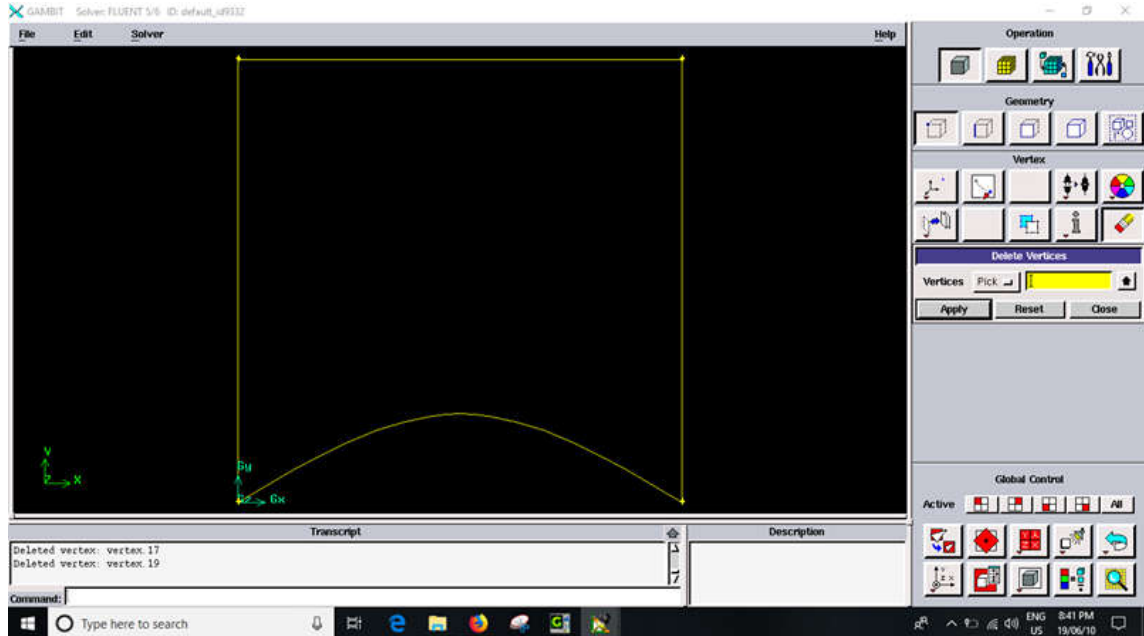 GAMBIT Solver: FLUENT 5/6 ID: default_id9332
File Edit Solver Help
Operation
Geometry
Vertex
Delete Vertices
Vertices Pick
Apply Reset Close
Y
Z X
Gy
Gz Gx
Global Control
Active All
Transcript
Description
Deleted vertex: vertex.17
Deleted vertex: vertex.19
Command:
Type here to search
ENG
US
8:41 PM
19/06/10